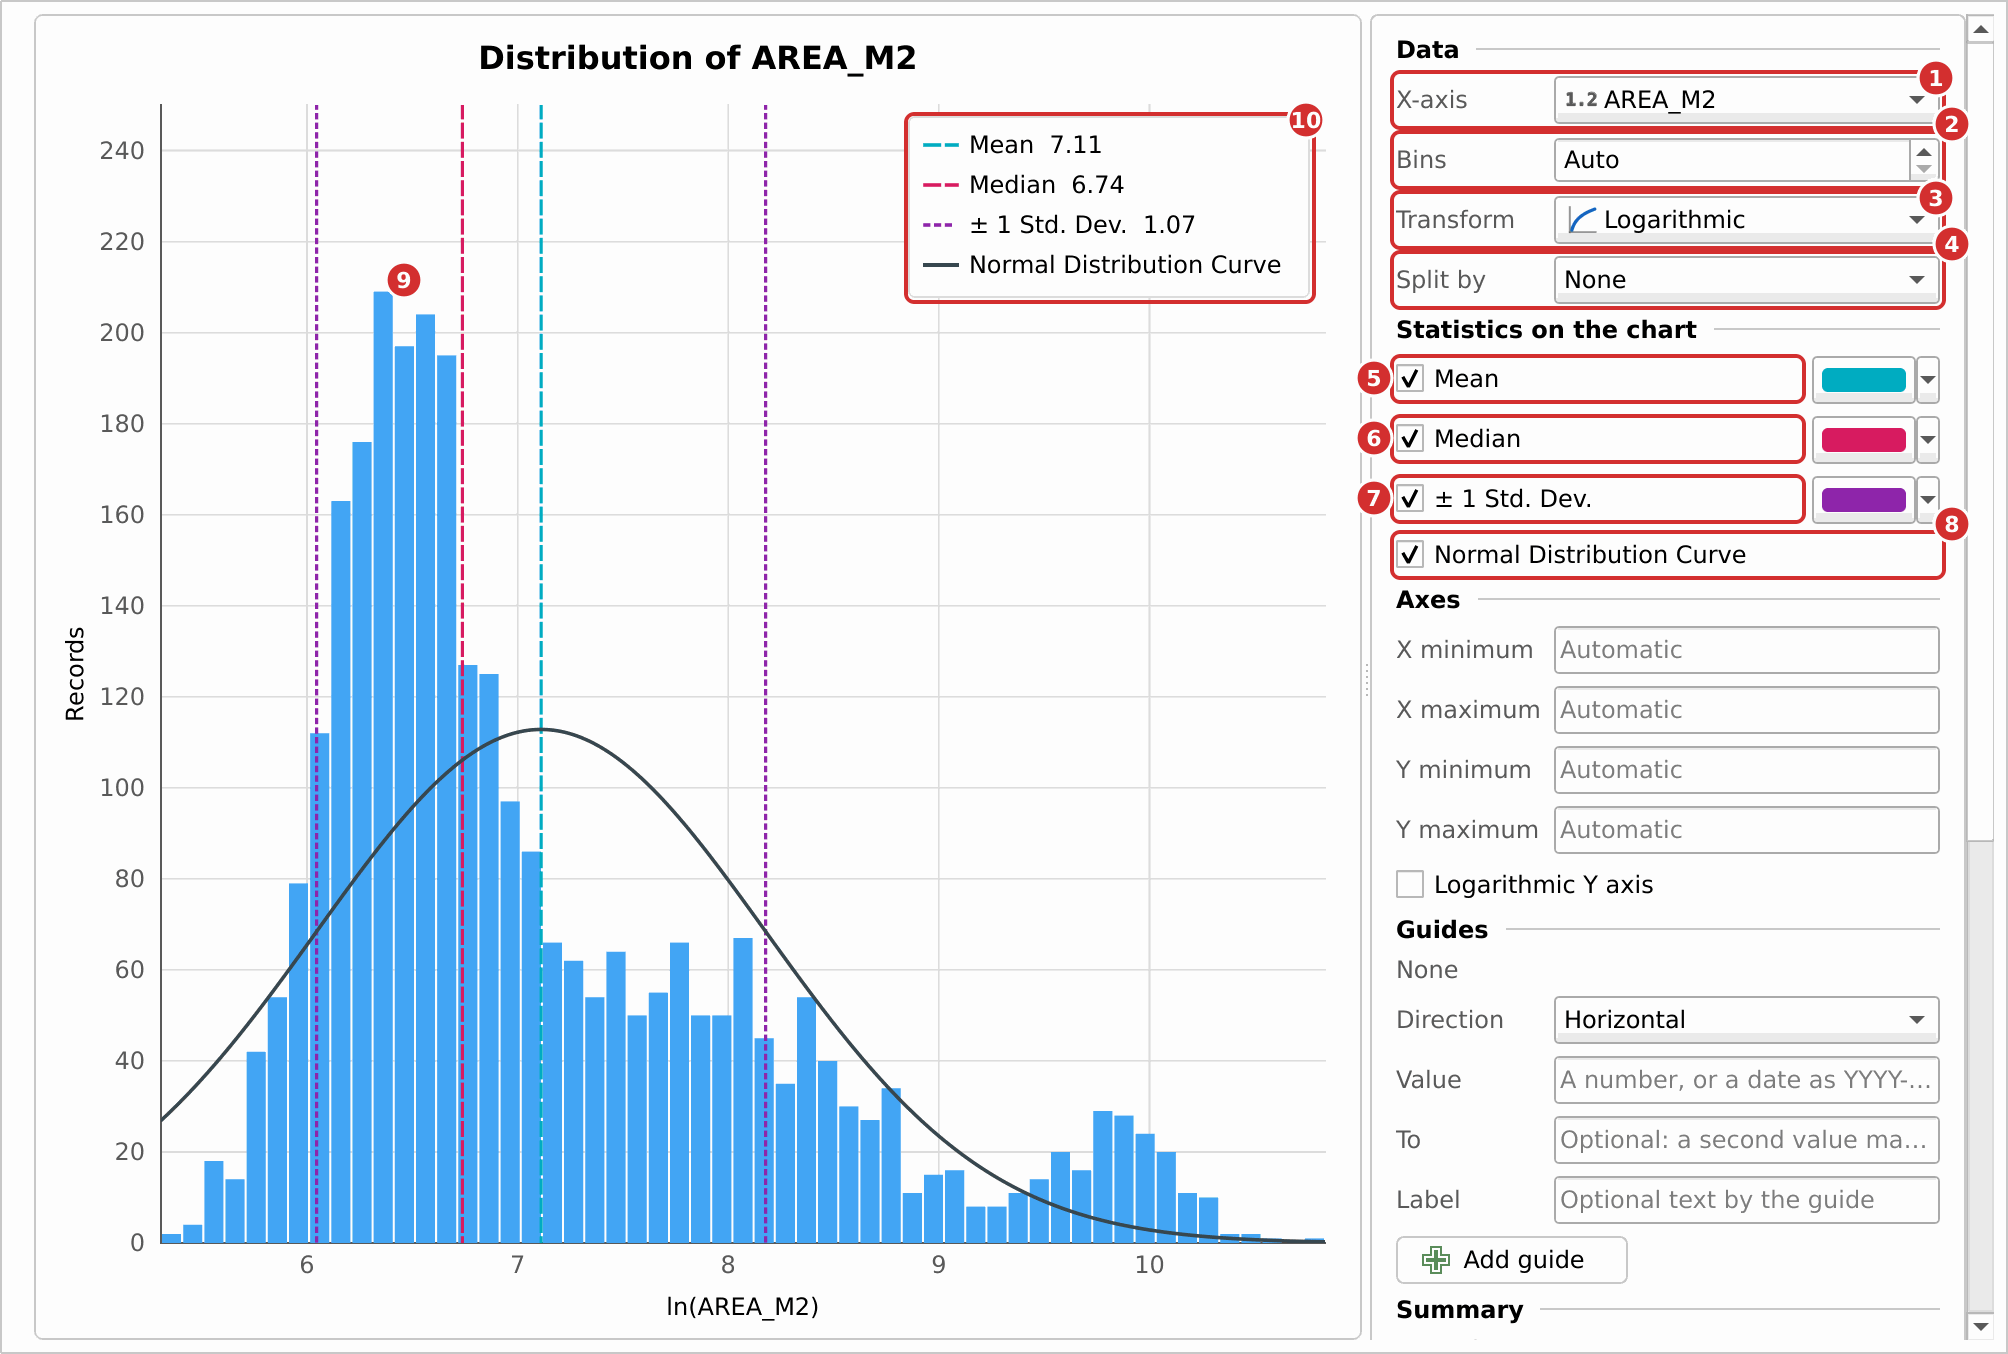 Distribution of AREA_M2
10
Mean 7.11
Median 6.74
± 1 Std. Dev. 1.07
Normal Distribution Curve
9
240
220
200
180
160
140
120
100
80
60
40
20
0
Records
6 7 8 9 10
ln(AREA_M2)
Data
1
X-axis 1.2 AREA_M2
2
Bins Auto
3
Transform Logarithmic
4
Split by None
Statistics on the chart
5 Mean
6 Median
7 ± 1 Std. Dev.
8
Normal Distribution Curve
Axes
X minimum Automatic
X maximum Automatic
Y minimum Automatic
Y maximum Automatic
Logarithmic Y axis
Guides
None
Direction Horizontal
Value A number, or a date as YYYY-...
To Optional: a second value ma...
Label Optional text by the guide
Add guide
Summary